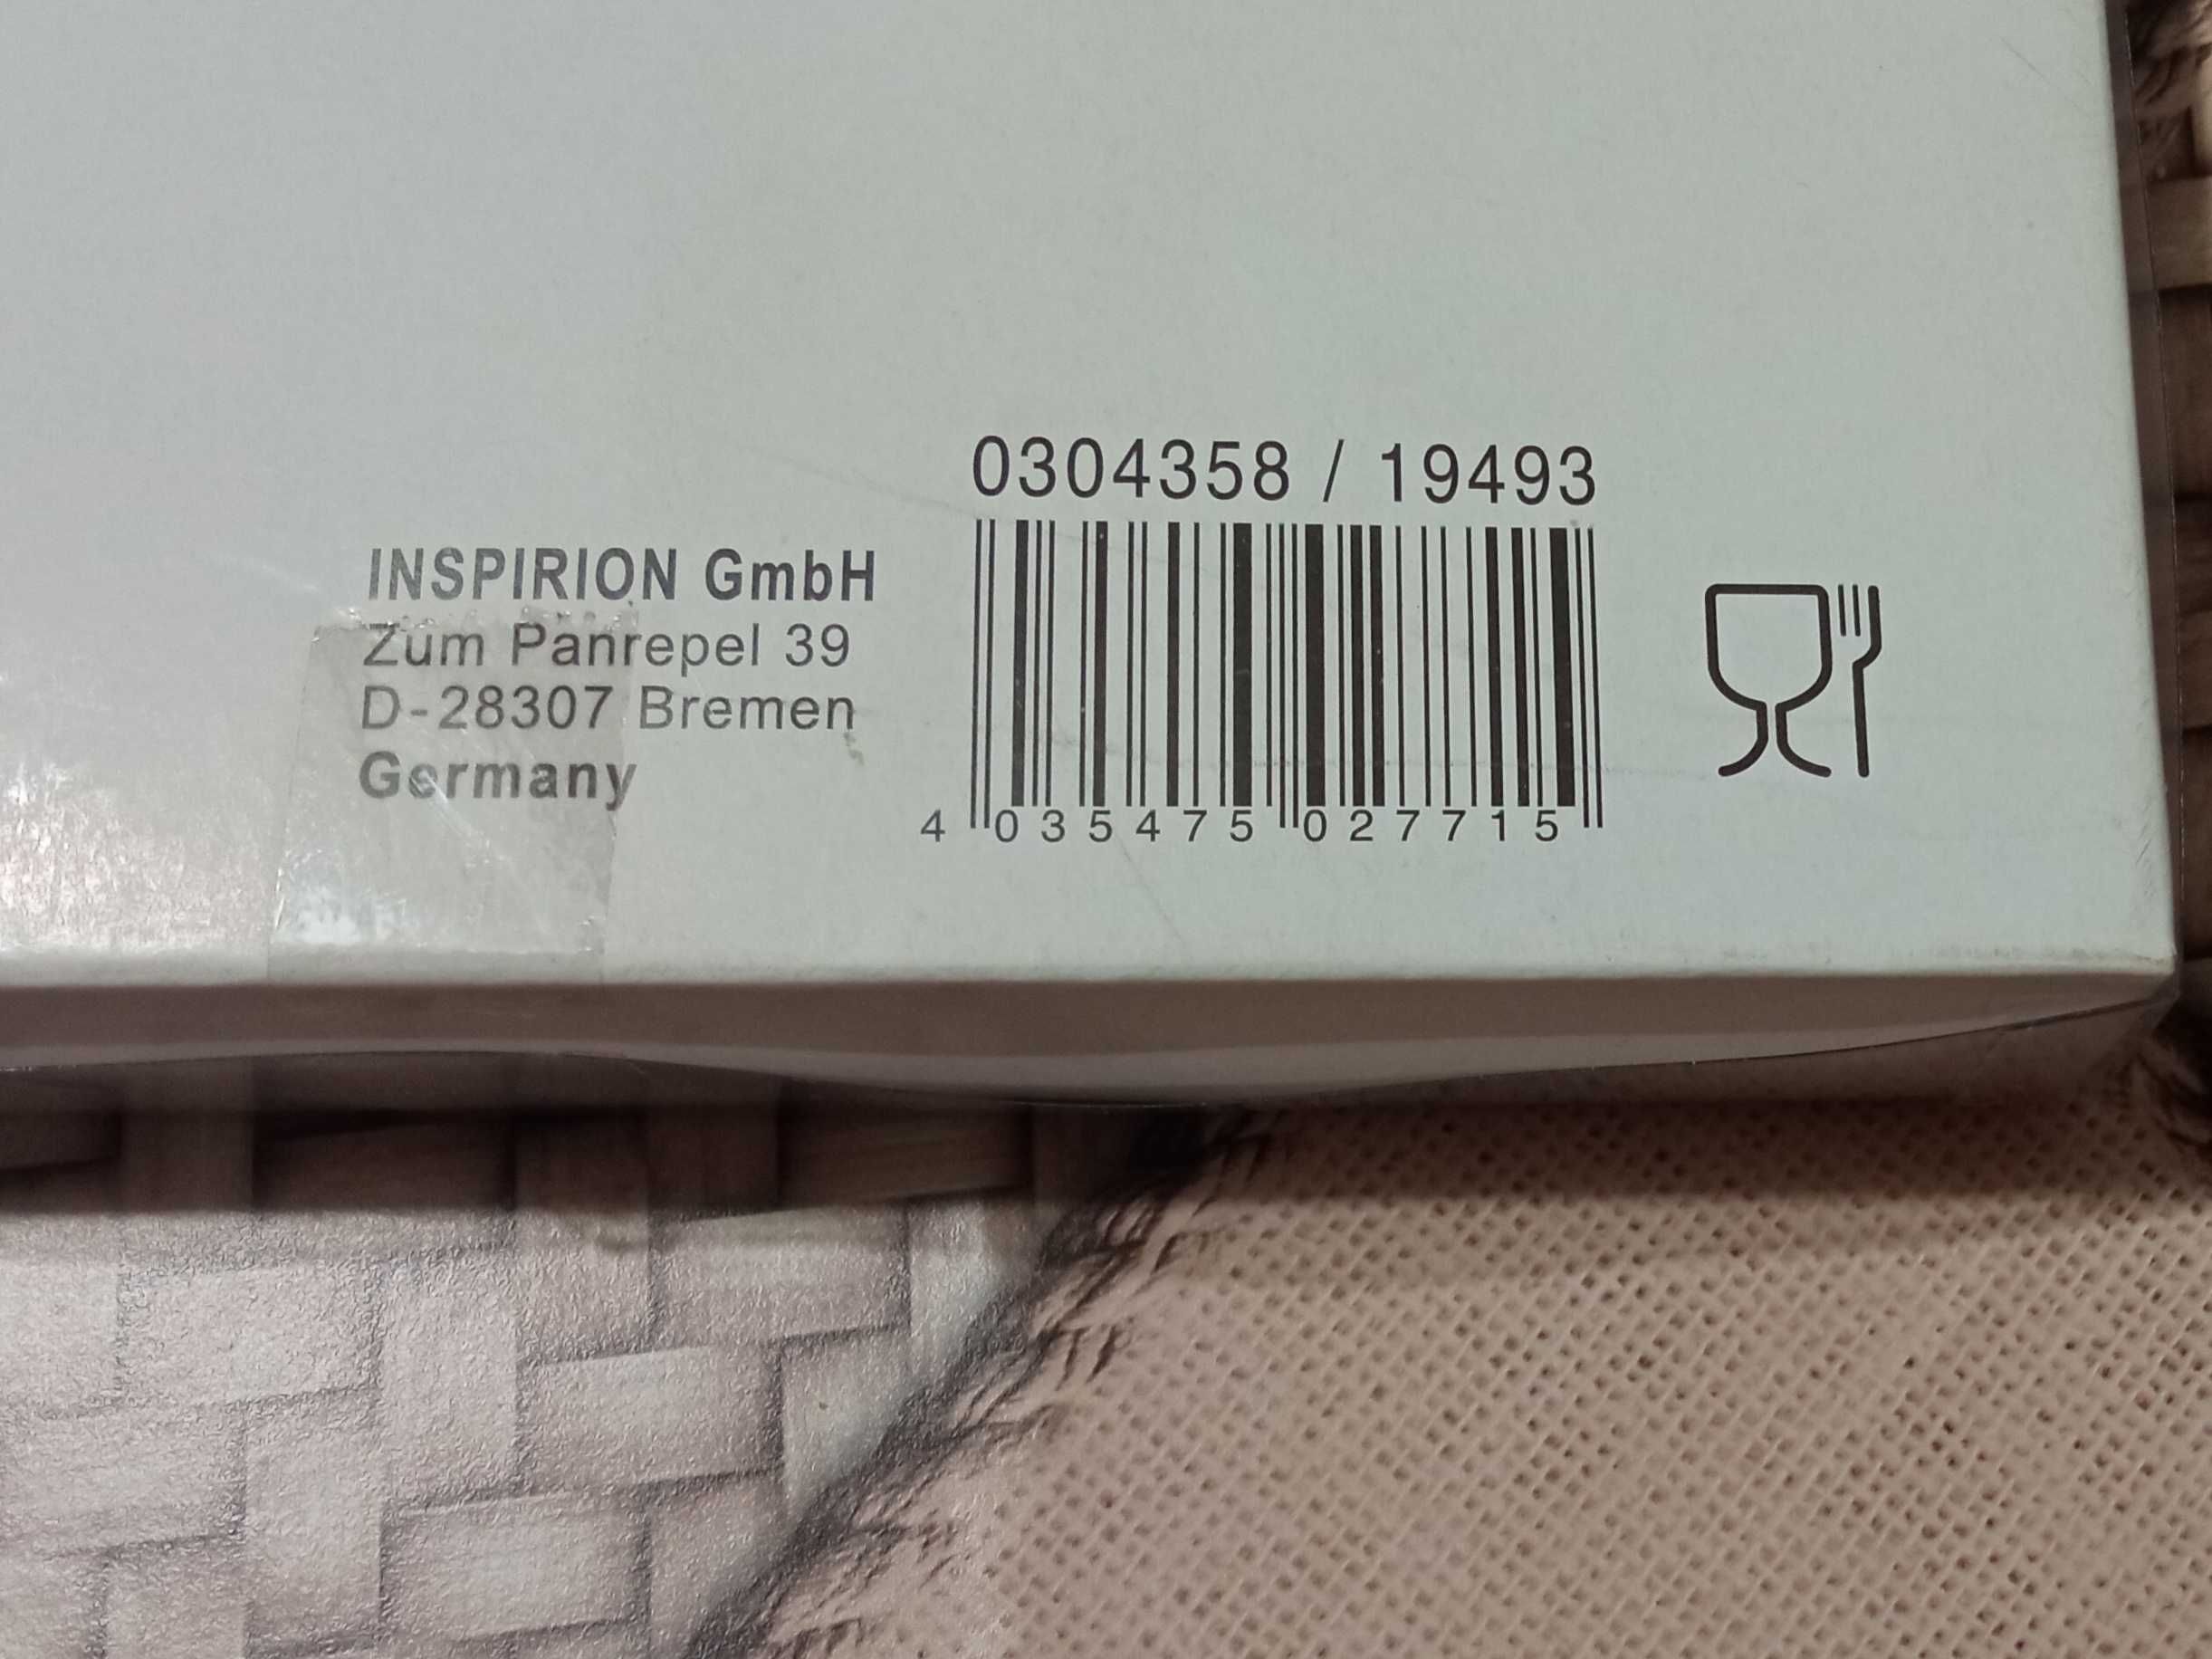 0304358 / 19493
INSPIRION GmbH
Zum Panrepel 39
D-28307 Bremen
Germany
4 035475 027715